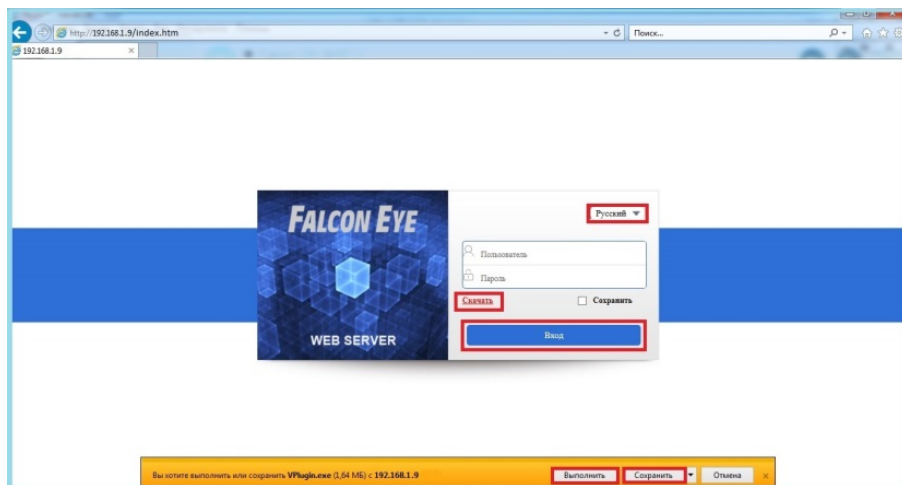 http://192.168.1.9/index.htm
Поиск...
192.168.1.9
FALCON EYE
WEB SERVER
Русский
Пользователь
Пароль
Скачать
Сохранить
Вход
Вы хотите выполнить или сохранить VPlugin.exe (1,64 МБ) с 192.168.1.9
Выполнить
Сохранить
Отмена